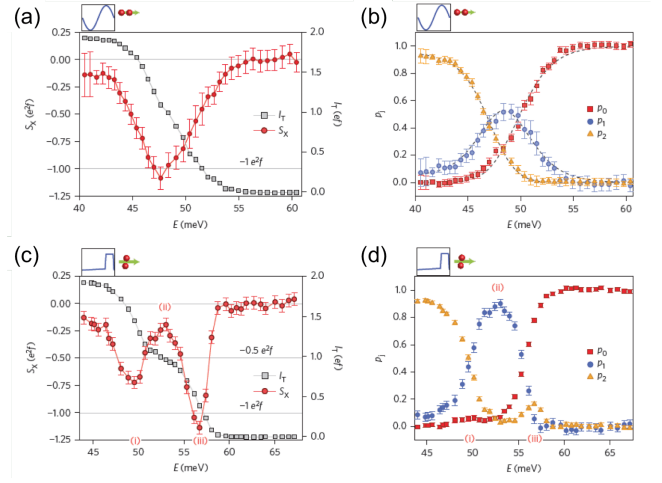 (a)
0.25
0.00
-0.25
-0.50
-0.75
-1.00
-1.25
S_X (e²f)
I_T
S_X
−1 e²f
2.0
1.5
1.0
0.5
0.0
I_T (ef)
40
45
50
55
60
E (meV)
(b)
1.0
0.8
0.6
0.4
0.2
0.0
p_i
p_0
p_1
p_2
40
45
50
55
60
E (meV)
(c)
0.25
0.00
-0.25
-0.50
-0.75
-1.00
-1.25
S_X (e²f)
(ii)
−0.5 e²f
I_T
S_X
−1 e²f
2.0
1.5
1.0
0.5
0.0
I_T (ef)
(i)
(iii)
45
50
55
60
65
E (meV)
(d)
1.0
0.8
0.6
0.4
0.2
0.0
p_i
(ii)
p_0
p_1
p_2
(i)
(iii)
45
50
55
60
65
E (meV)